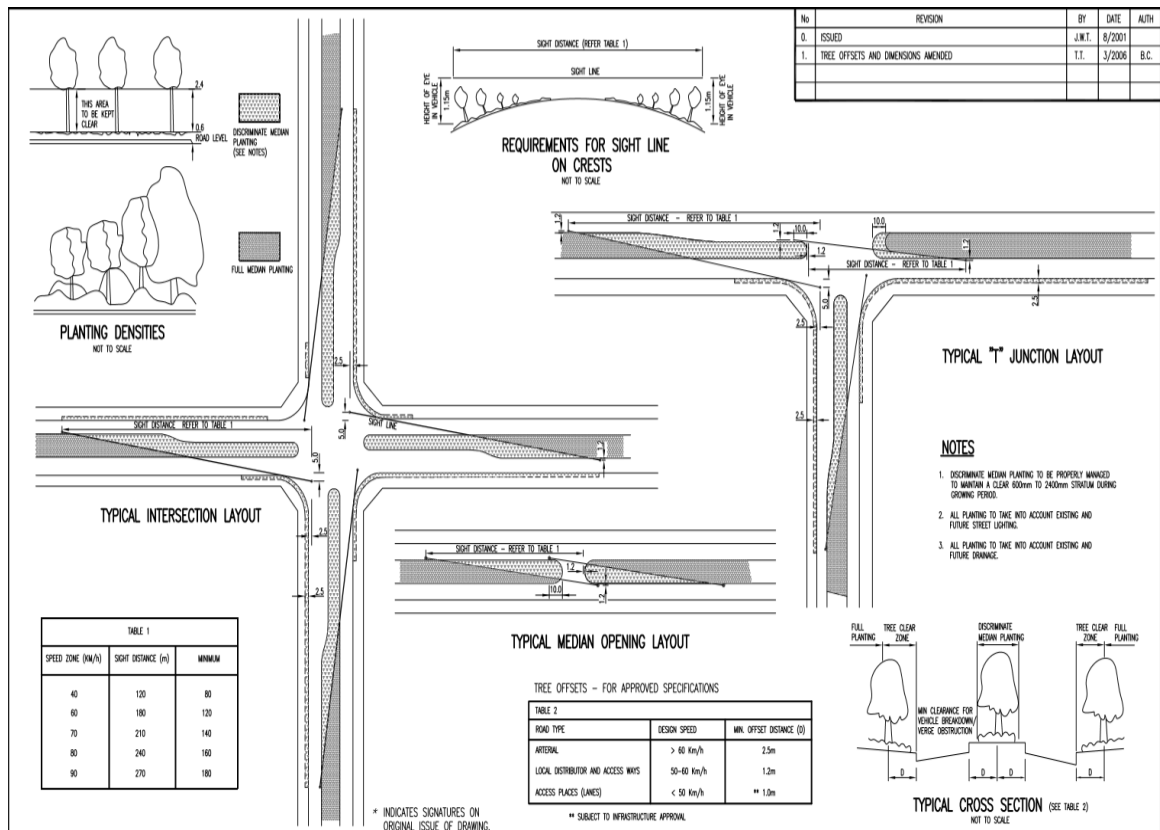 No REVISION BY DATE AUTH
0. ISSUED J.W.T. 8/2001
1. TREE OFFSETS AND DIMENSIONS AMENDED T.T. 3/2006 B.C.
2.4
THIS AREA
TO BE KEPT
CLEAR
0.6
ROAD LEVEL
DISCRIMINATE MEDIAN
PLANTING
(SEE NOTES)
FULL MEDIAN PLANTING
PLANTING DENSITIES
NOT TO SCALE
SIGHT DISTANCE (REFER TABLE 1)
SIGHT LINE
HEIGHT OF EYE
IN VEHICLE
1.15m
1.15m
HEIGHT OF EYE
IN VEHICLE
REQUIREMENTS FOR SIGHT LINE
ON CRESTS
NOT TO SCALE
SIGHT DISTANCE - REFER TO TABLE 1
1.2
1.2
10.0
1.2
10.0
1.2
SIGHT DISTANCE - REFER TO TABLE 1
5.0
2.5
2.5
2.5
TYPICAL "T" JUNCTION LAYOUT
2.5
SIGHT DISTANCE REFER TO TABLE 1
5.0
SIGHT LINE
1.2
5.0
2.5
2.5
TYPICAL INTERSECTION LAYOUT
SIGHT DISTANCE - REFER TO TABLE 1
1.2
10.0
1.2
TYPICAL MEDIAN OPENING LAYOUT
NOTES
1. DISCRIMINATE MEDIAN PLANTING TO BE PROPERLY MANAGED
TO MAINTAIN A CLEAR 600mm TO 2400mm STRATUM DURING
GROWING PERIOD.
2. ALL PLANTING TO TAKE INTO ACCOUNT EXISTING AND
FUTURE STREET LIGHTING.
3. ALL PLANTING TO TAKE INTO ACCOUNT EXISTING AND
FUTURE DRAINAGE.
TABLE 1
SPEED ZONE (KM/h) SIGHT DISTANCE (m) MINIMUM
40 120 80
60 180 120
70 210 140
80 240 160
90 270 180
TREE OFFSETS - FOR APPROVED SPECIFICATIONS
TABLE 2
ROAD TYPE DESIGN SPEED MIN. OFFSET DISTANCE (D)
ARTERIAL > 60 Km/h 2.5m
LOCAL DISTRIBUTOR AND ACCESS WAYS 50-60 Km/h 1.2m
ACCESS PLACES (LANES) < 50 Km/h ** 1.0m
** SUBJECT TO INFRASTRUCTURE APPROVAL
* INDICATES SIGNATURES ON
ORIGINAL ISSUE OF DRAWING.
FULL
PLANTING
TREE CLEAR
ZONE
DISCRIMINATE
MEDIAN PLANTING
TREE CLEAR
ZONE
FULL
PLANTING
MIN CLEARANCE FOR
VEHICLE BREAKDOWN/
VERGE OBSTRUCTION
D D D D
TYPICAL CROSS SECTION (SEE TABLE 2)
NOT TO SCALE